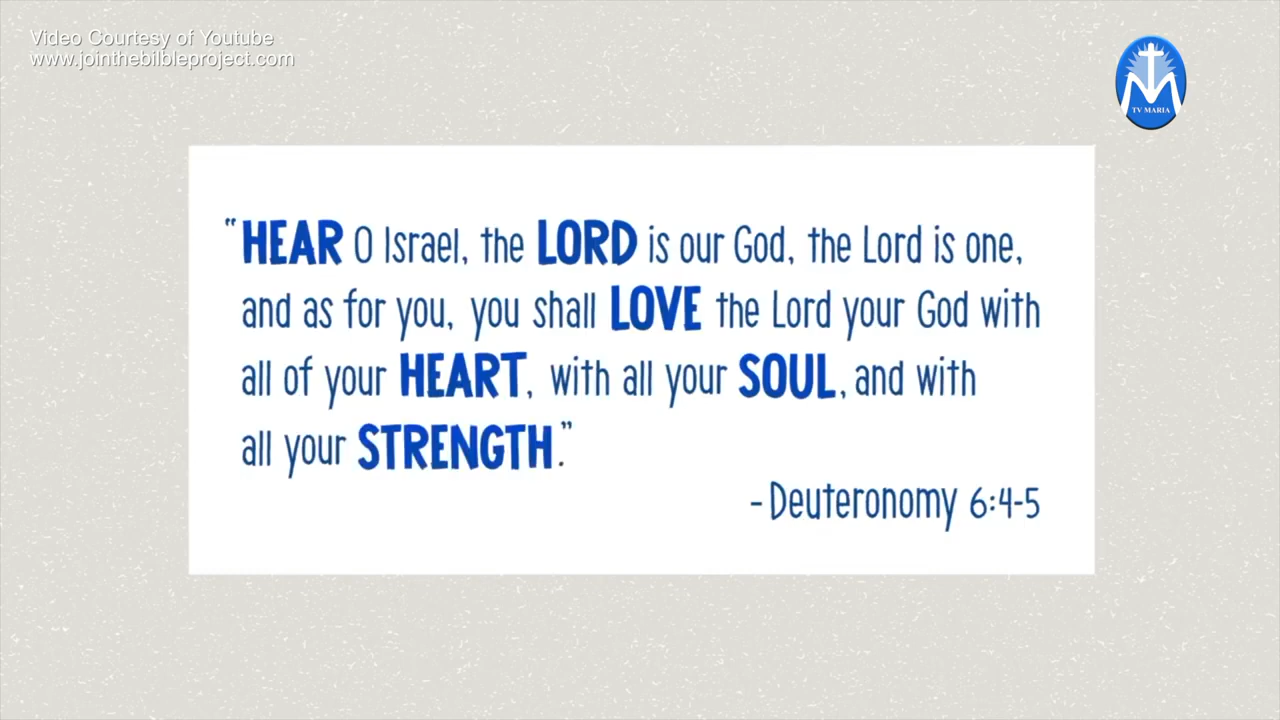 Video Courtesy of Youtube
www.jointhebilbleproject.com
TV MARIA
"HEAR O Israel, the LORD is our God, the Lord is one,
and as for you, you shall LOVE the Lord your God with
all of your HEART, with all your SOUL, and with
all your STRENGTH."
-Deuteronomy 6:4-5